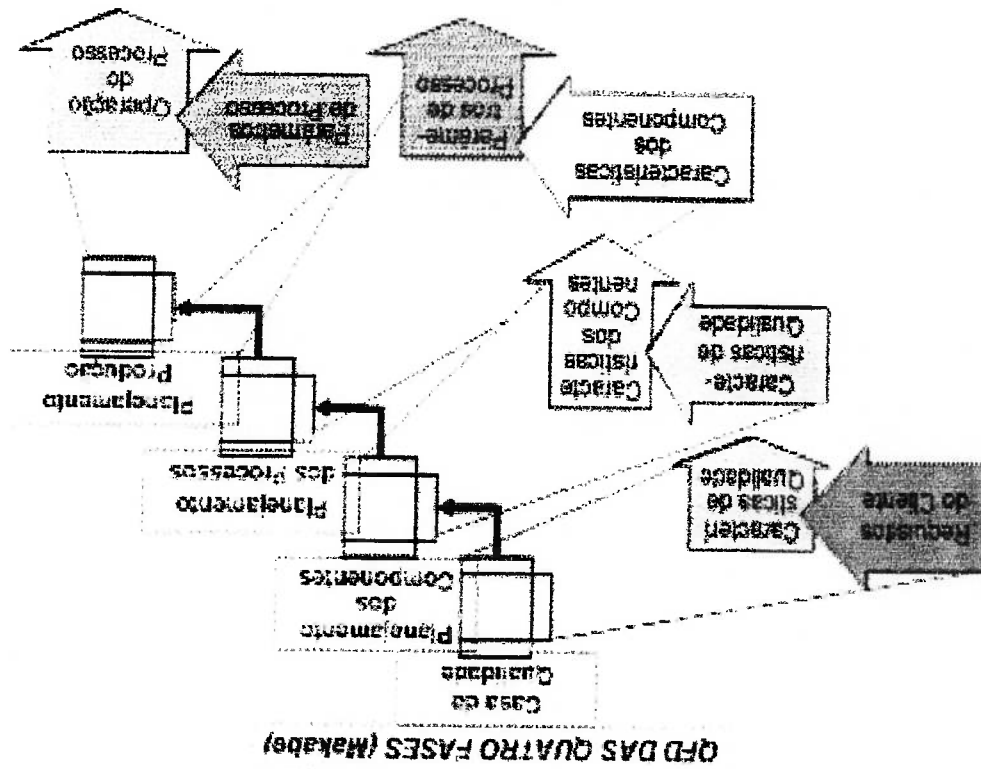 QFD DAS QUATRO FASES (Makabe)
Casa da
Qualidade
Planejamento
dos
Componentes
Planejamento
dos Processos
Planejamento
Produção
Requisitos
do Cliente
Caracterí
sticas de
Qualidade
Caracte-
rísticas de
Qualidade
Caracte
rísticas
dos
Compo
nentes
Características
dos
Componentes
Parâme-
tros de
Processo
Parâmetros
de Processo
Operação
do
Processo